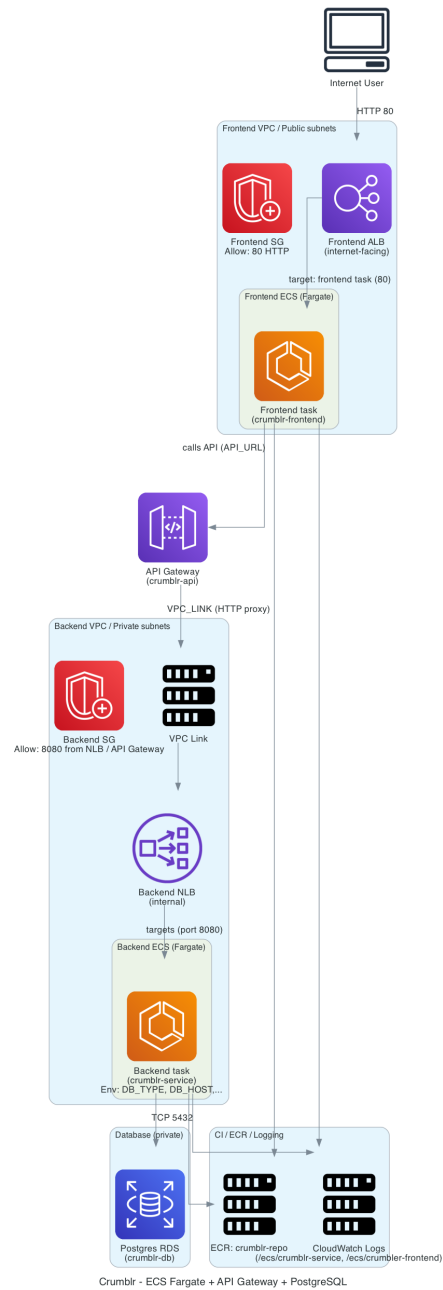 Internet User
HTTP 80
Frontend VPC / Public subnets
Frontend SG
Allow: 80 HTTP
Frontend ALB
(internet-facing)
target: frontend task (80)
Frontend ECS (Fargate)
Frontend task
(crumblr-frontend)
calls API (API_URL)
API Gateway
(crumblr-api)
VPC_LINK (HTTP proxy)
Backend VPC / Private subnets
Backend SG
Allow: 8080 from NLB / API Gateway
VPC Link
Backend NLB
(internal)
targets (port 8080)
Backend ECS (Fargate)
Backend task
(crumblr-service)
Env: DB_TYPE, DB_HOST,...
TCP 5432
Database (private)
CI / ECR / Logging
Postgres RDS
(crumblr-db)
ECR: crumblr-repo
CloudWatch Logs
(/ecs/crumblr-service, /ecs/crumbler-frontend)
Crumblr - ECS Fargate + API Gateway + PostgreSQL